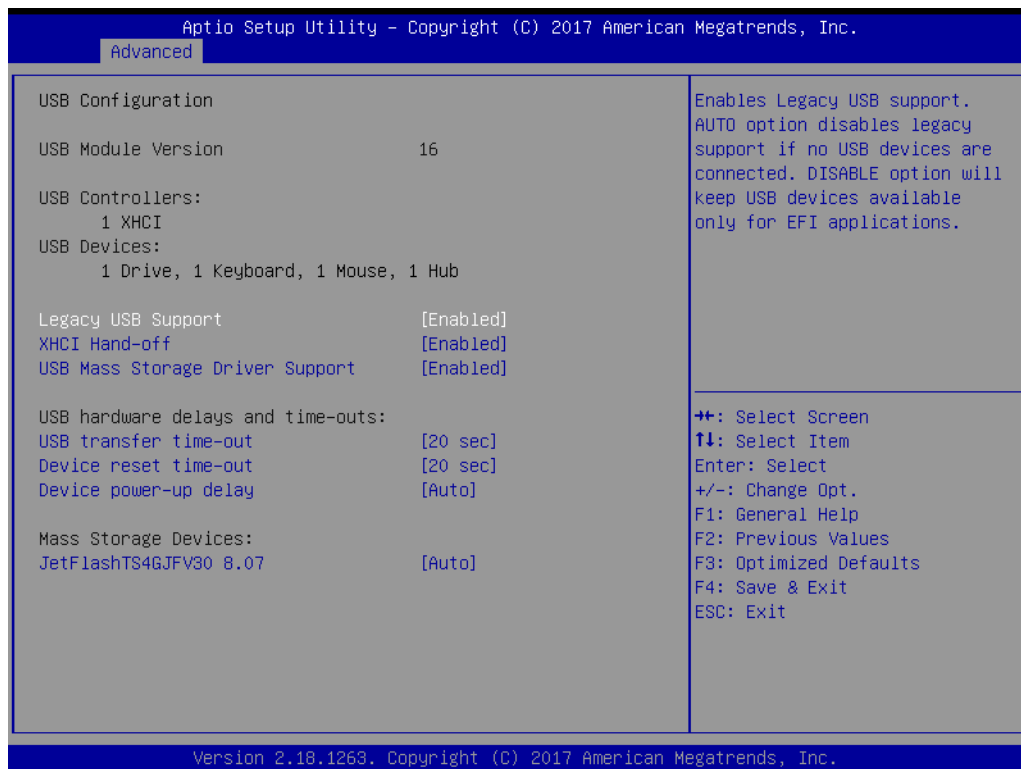 Aptio Setup Utility – Copyright (C) 2017 American Megatrends, Inc.
Advanced
USB Configuration
USB Module Version 16
USB Controllers:
1 XHCI
USB Devices:
1 Drive, 1 Keyboard, 1 Mouse, 1 Hub
Legacy USB Support [Enabled]
XHCI Hand-off [Enabled]
USB Mass Storage Driver Support [Enabled]
USB hardware delays and time-outs:
USB transfer time-out [20 sec]
Device reset time-out [20 sec]
Device power-up delay [Auto]
Mass Storage Devices:
JetFlashTS4GJFV30 8.07 [Auto]
Enables Legacy USB support.
AUTO option disables legacy
support if no USB devices are
connected. DISABLE option will
keep USB devices available
only for EFI applications.
→←: Select Screen
↑↓: Select Item
Enter: Select
+/-: Change Opt.
F1: General Help
F2: Previous Values
F3: Optimized Defaults
F4: Save & Exit
ESC: Exit
Version 2.18.1263. Copyright (C) 2017 American Megatrends, Inc.